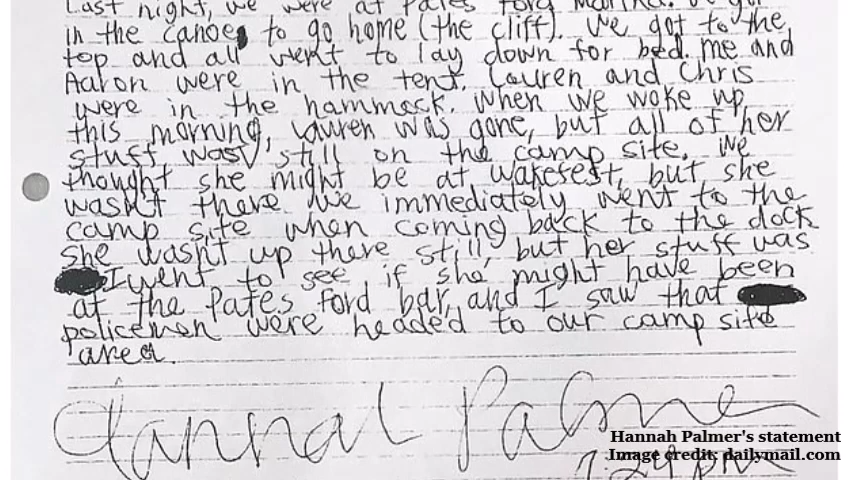 Last night, we were at Pates Ford Marina. We got
in the canoe to go home (the cliff). We got to the
top and all went to lay down for bed. me and
Aaron were in the tent. Lauren and Chris
were in the hammock. When we woke up
this morning, Lauren was gone, but all of her
stuff was still on the camp site. We
thought she might be at wakefest, but she
wasn't there. We immediately went to the
camp site when coming back to the dock
she wasn't up there still, but her stuff was.
I went to see if she might have been
at the Pates Ford bar, and I saw that
policemen were headed to our camp site
area.
Hannah Palmer
Hannah Palmer's statement
Image credit: dailymail.com
7:29 pm